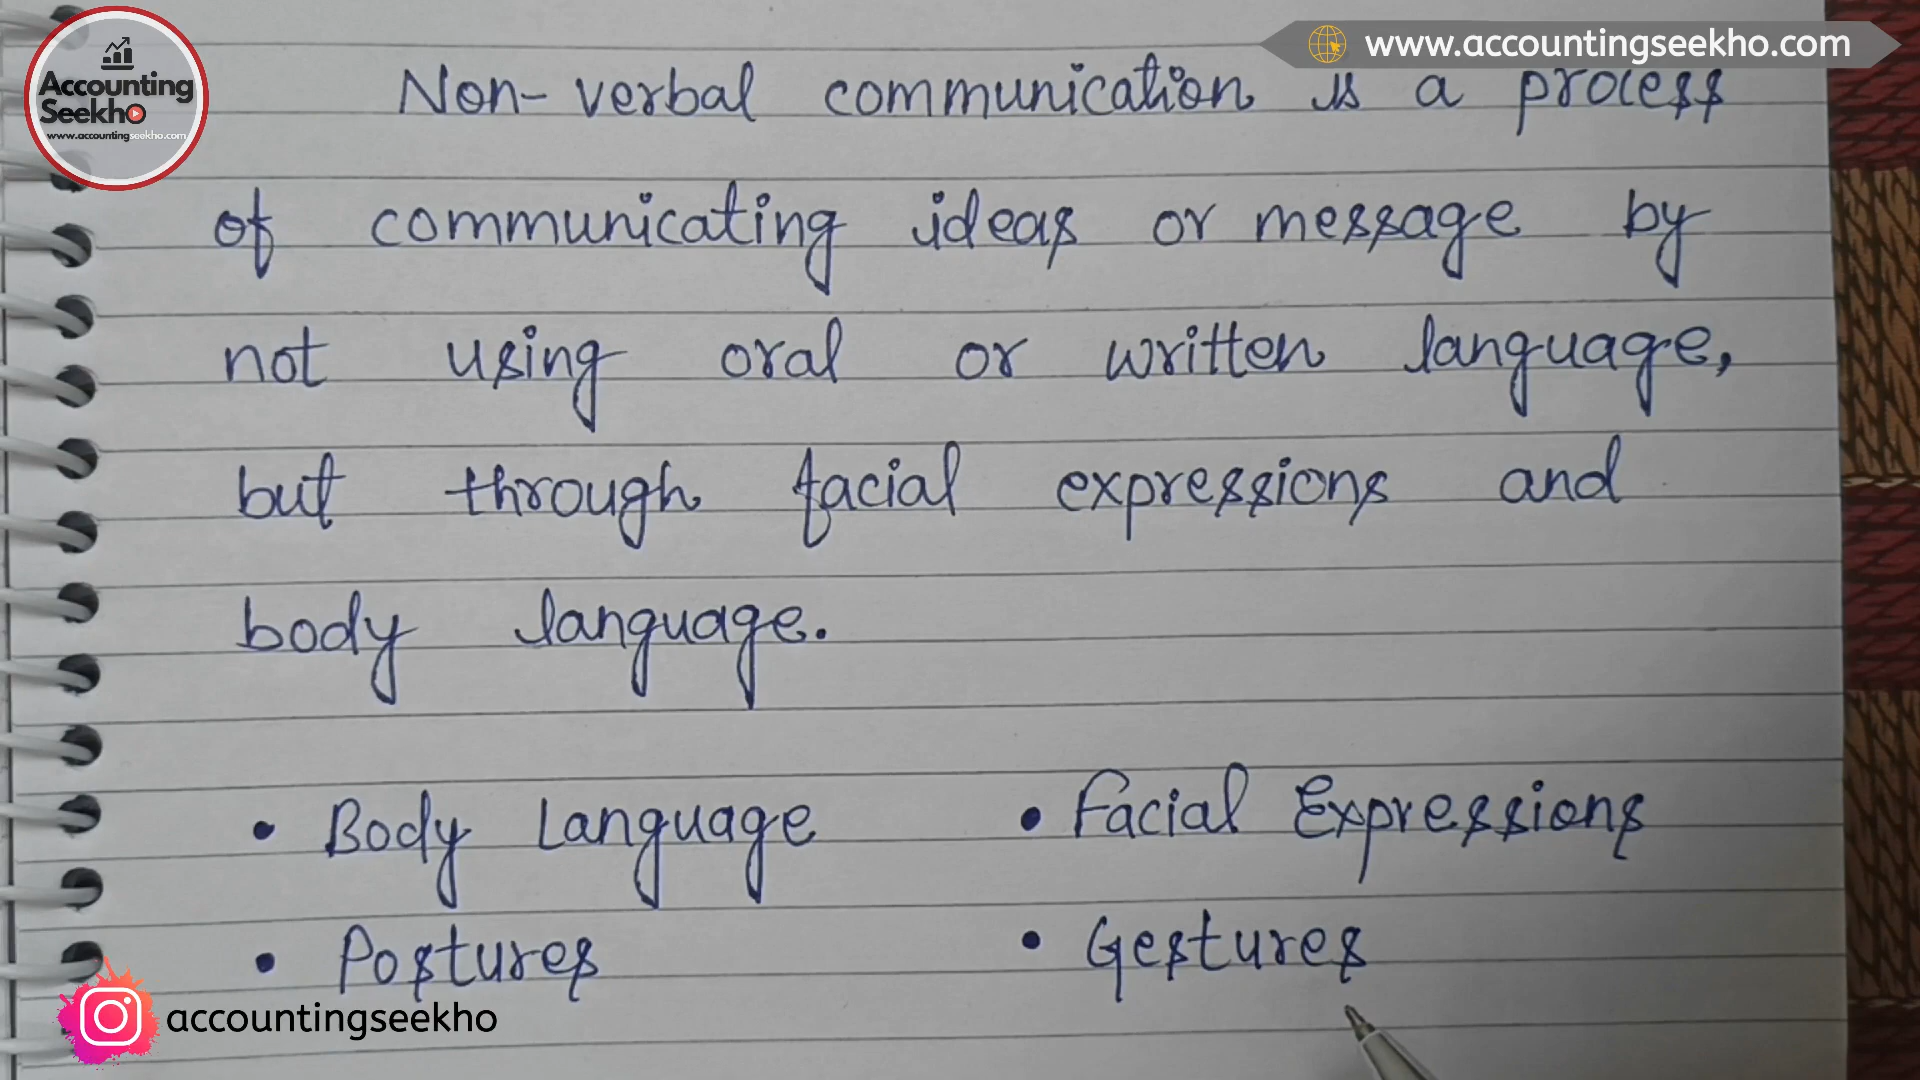 Accounting
Seekho
www.accountingseekho.com
www.accountingseekho.com
Non-verbal communication is a process
of communicating ideas or message by
not using oral or written language,
but through facial expressions and
body language.
• Body Language • Facial Expressions
• Postures • Gestures
accountingseekho